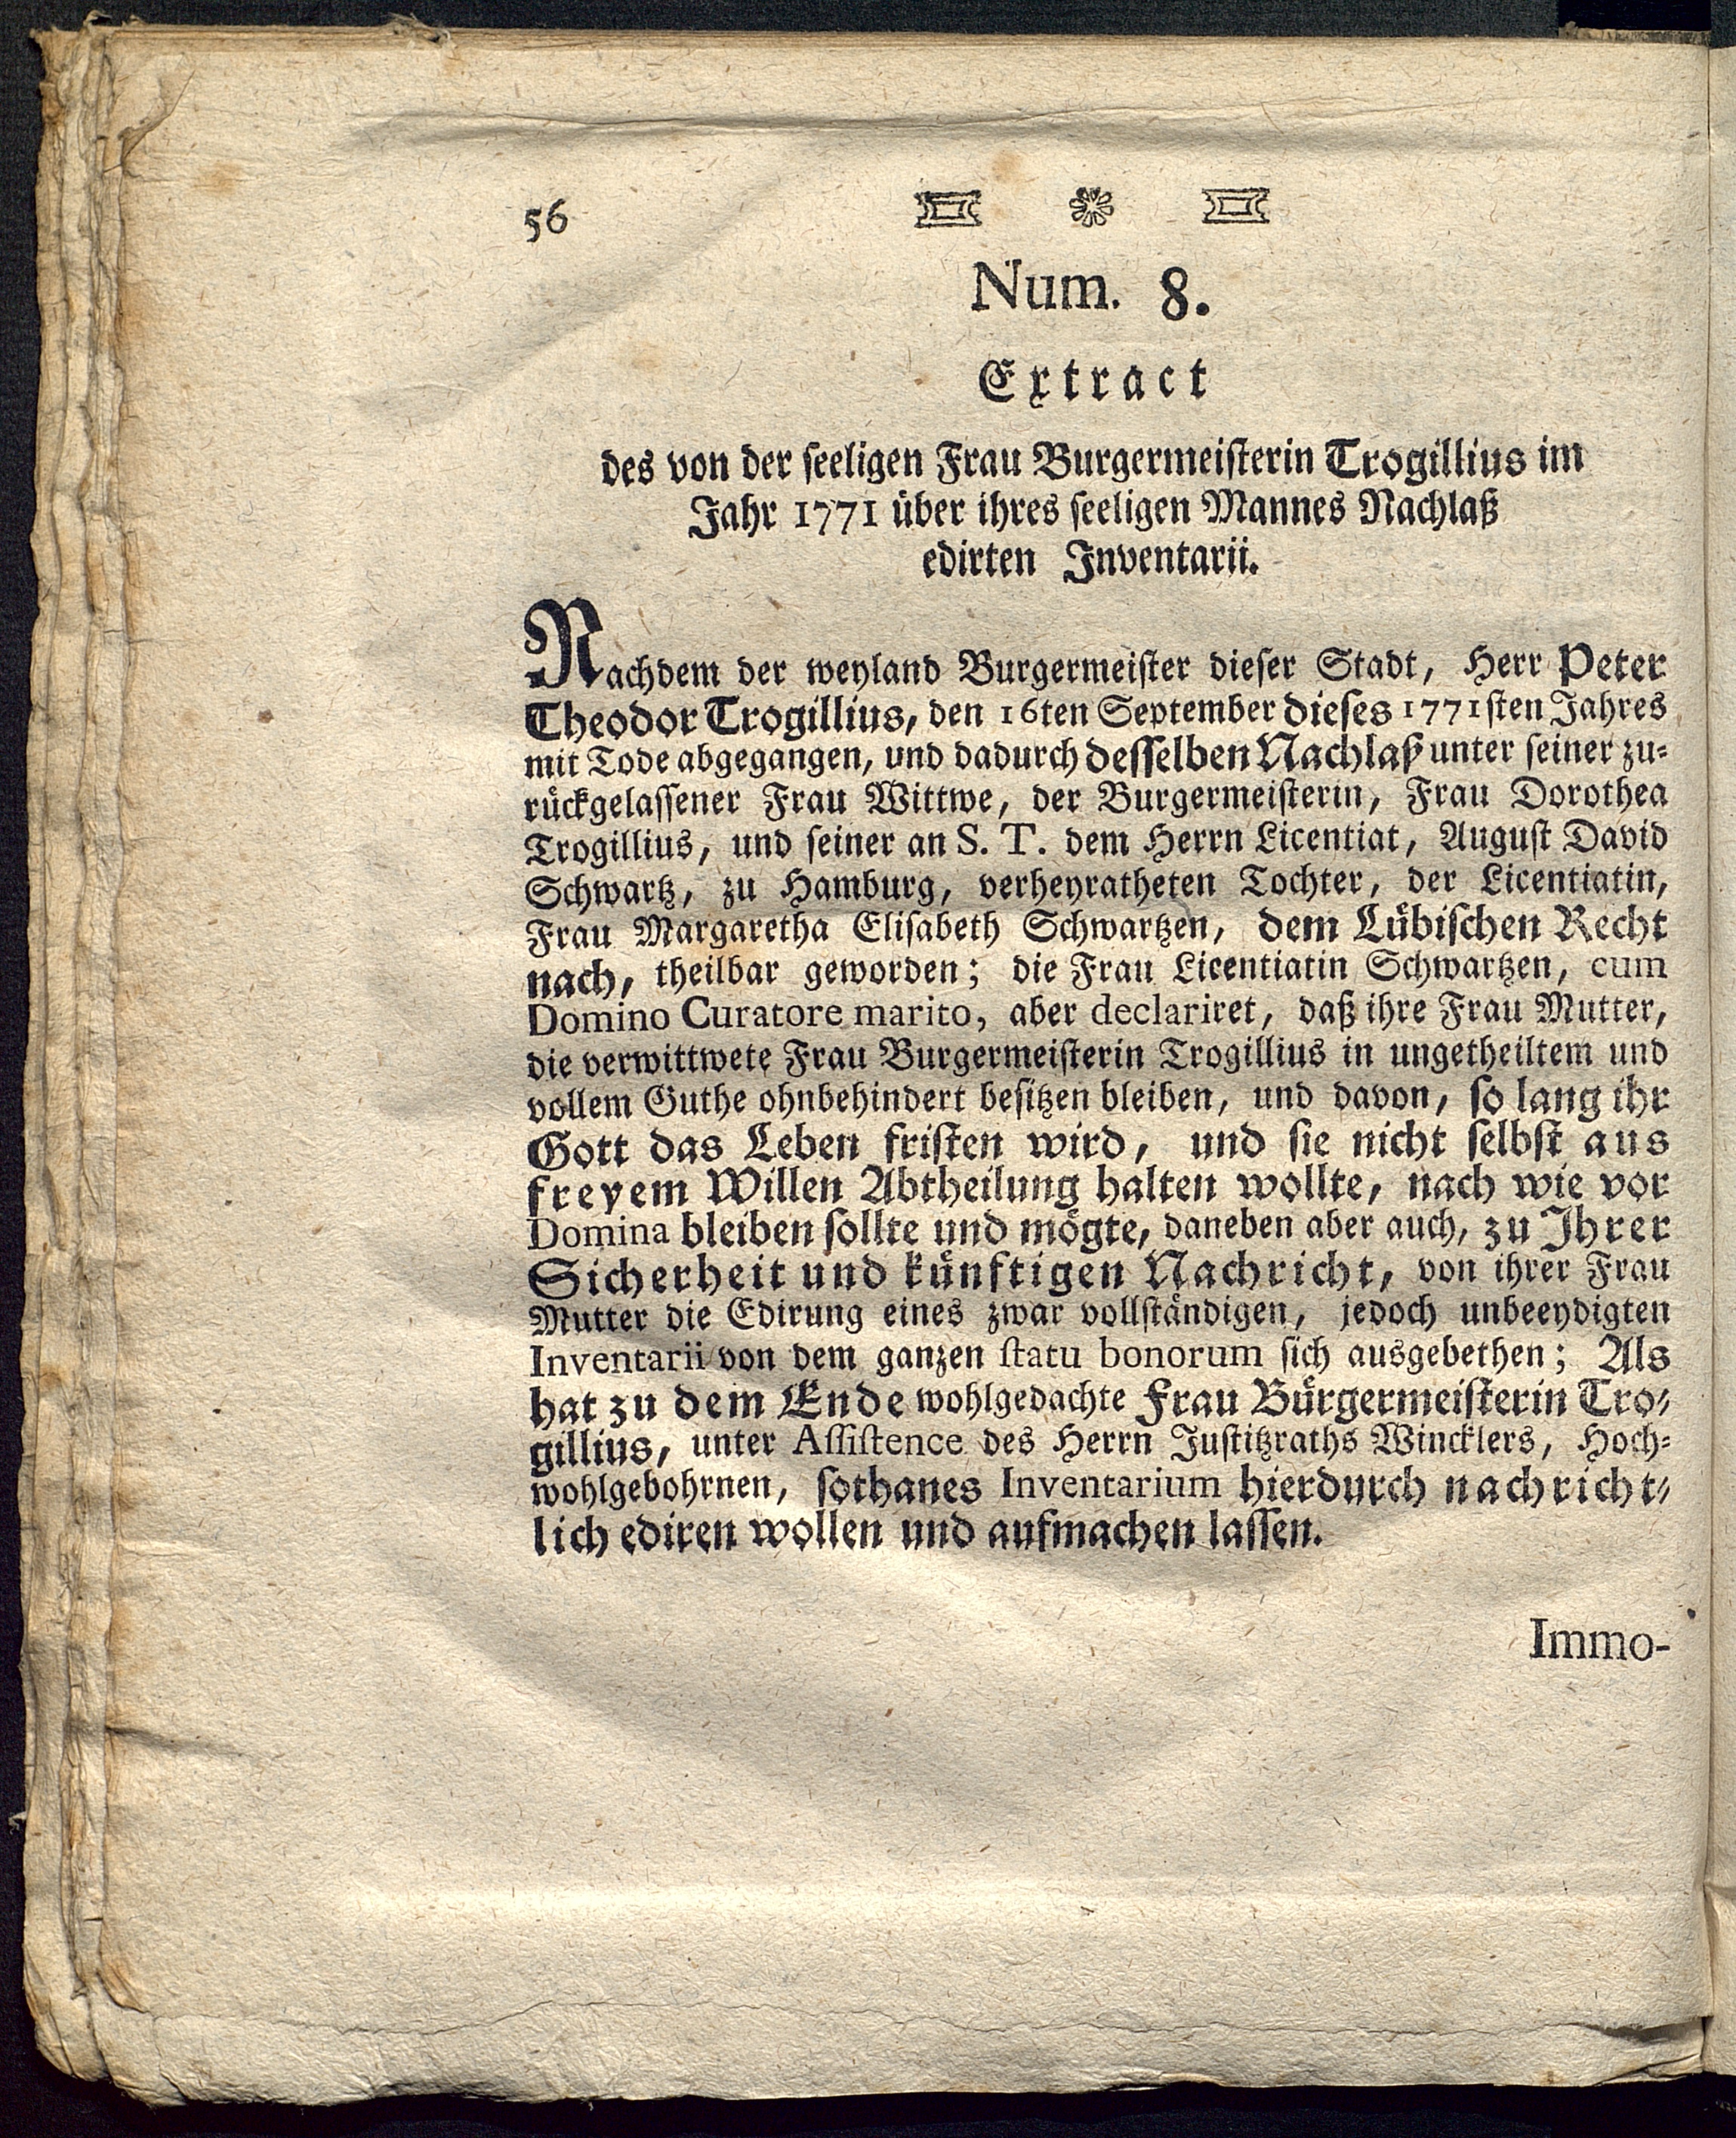 56
Num. 8.
Extract
des von der seeligen Frau Burgermeisterin Trogillius im
Jahr 1771 über ihres seeligen Mannes Nachlaß
edirten Inventarii.
Nachdem der weyland Burgermeister dieser Stadt, Herr Peter
Theodor Trogillius, den 16ten September dieses 1771sten Jahres
mit Tode abgegangen, und dadurch desselben Nachlaß unter seiner zu-
rückgelassener Frau Wittwe, der Burgermeisterin, Frau Dorothea
Trogillius, und seiner an S. T. dem Herrn Licentiat, August David
Schwartz, zu Hamburg, verheyratheten Tochter, der Licentiatin,
Frau Margaretha Elisabeth Schwartzen, dem Lübischen Recht
nach, theilbar geworden; die Frau Licentiatin Schwartzen, cum
Domino Curatore marito, aber declariret, daß ihre Frau Mutter,
die verwittwete Frau Burgermeisterin Trogillius in ungetheiltem und
vollem Guthe ohnbehindert besitzen bleiben, und davon, so lang ihr
Gott das Leben fristen wird, und sie nicht selbst aus
freyem Willen Abtheilung halten wollte, nach wie vor
Domina bleiben sollte und mögte, daneben aber auch, zu Ihrer
Sicherheit und künftigen Nachricht, von ihrer Frau
Mutter die Edirung eines zwar vollständigen, jedoch unbeeydigten
Inventarii von dem ganzen statu bonorum sich ausgebethen; Als
hat zu dem Ende wohlgedachte Frau Bürgermeisterin Tro-
gillius, unter Assistence des Herrn Justitzraths Wincklers, Hoch-
wohlgebohrnen, sothanes Inventarium hierdurch nachricht-
lich ediren wollen und aufmachen lassen.
Immo-